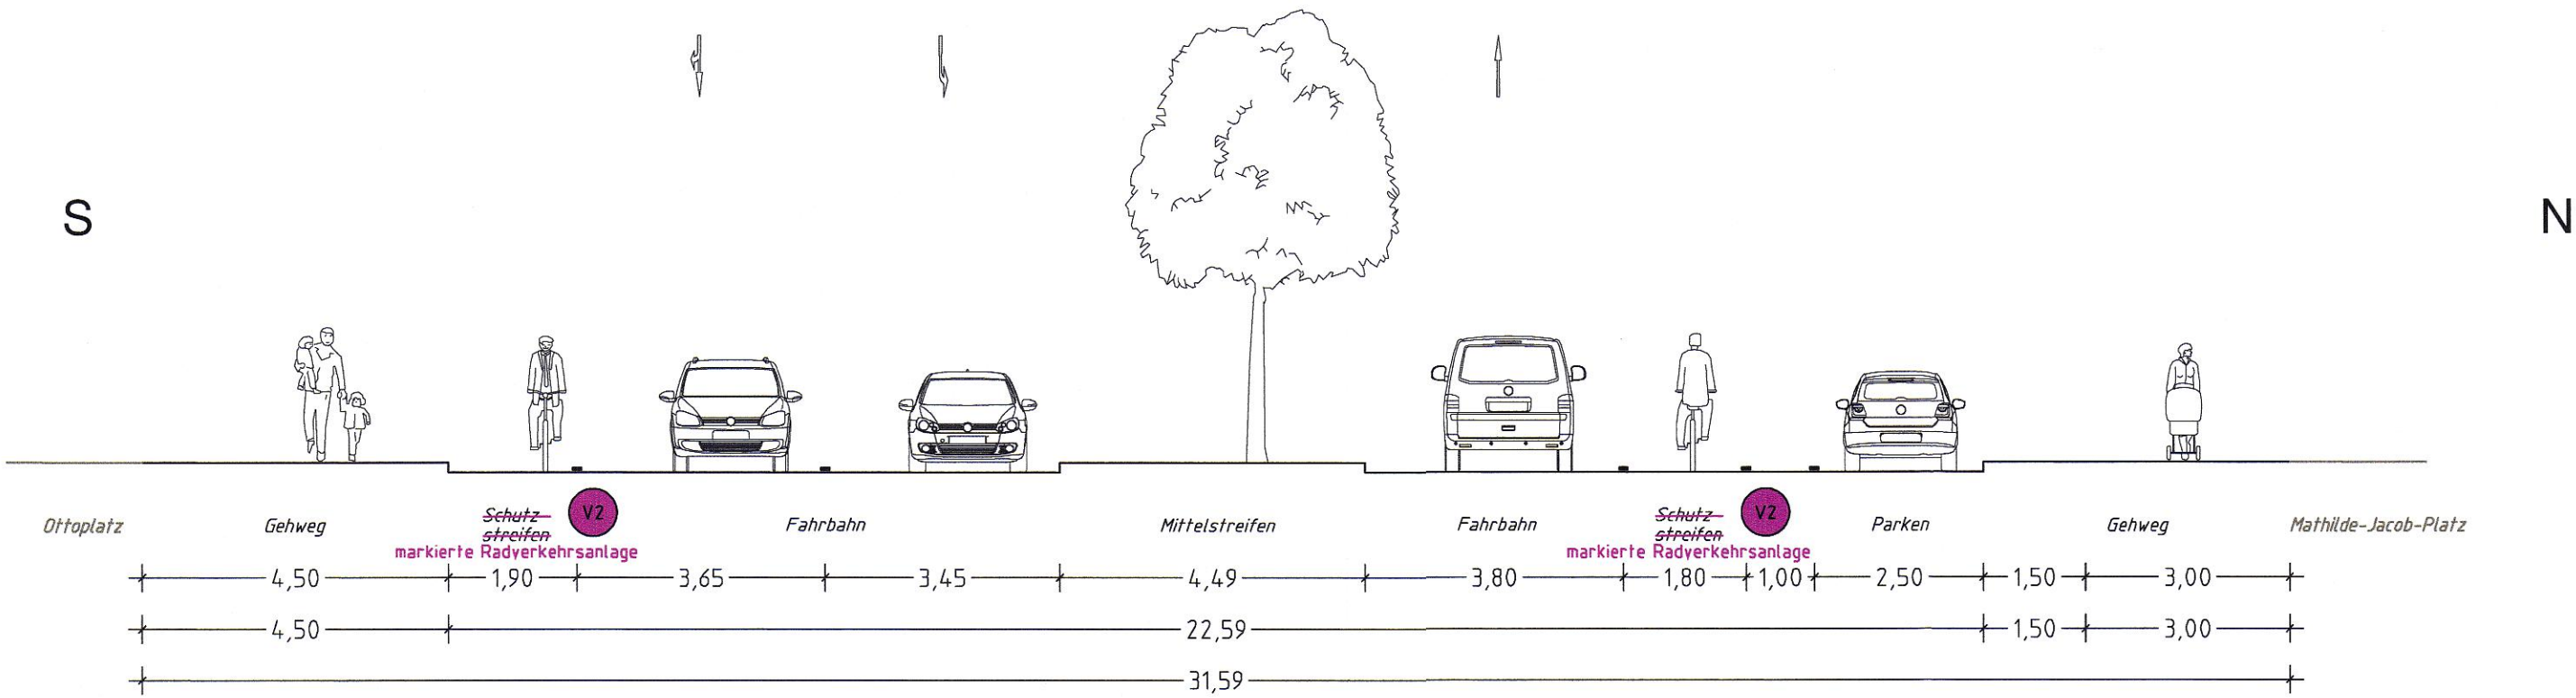 S
N
Ottoplatz
Gehweg
Schutz-
streifen
V2
markierte Radverkehrsanlage
Fahrbahn
Mittelstreifen
Fahrbahn
Schutz-
streifen
V2
markierte Radverkehrsanlage
Parken
Gehweg
Mathilde-Jacob-Platz
4,50 1,90 3,65 3,45 4,49 3,80 1,80 1,00 2,50 1,50 3,00
4,50 22,59 1,50 3,00
31,59